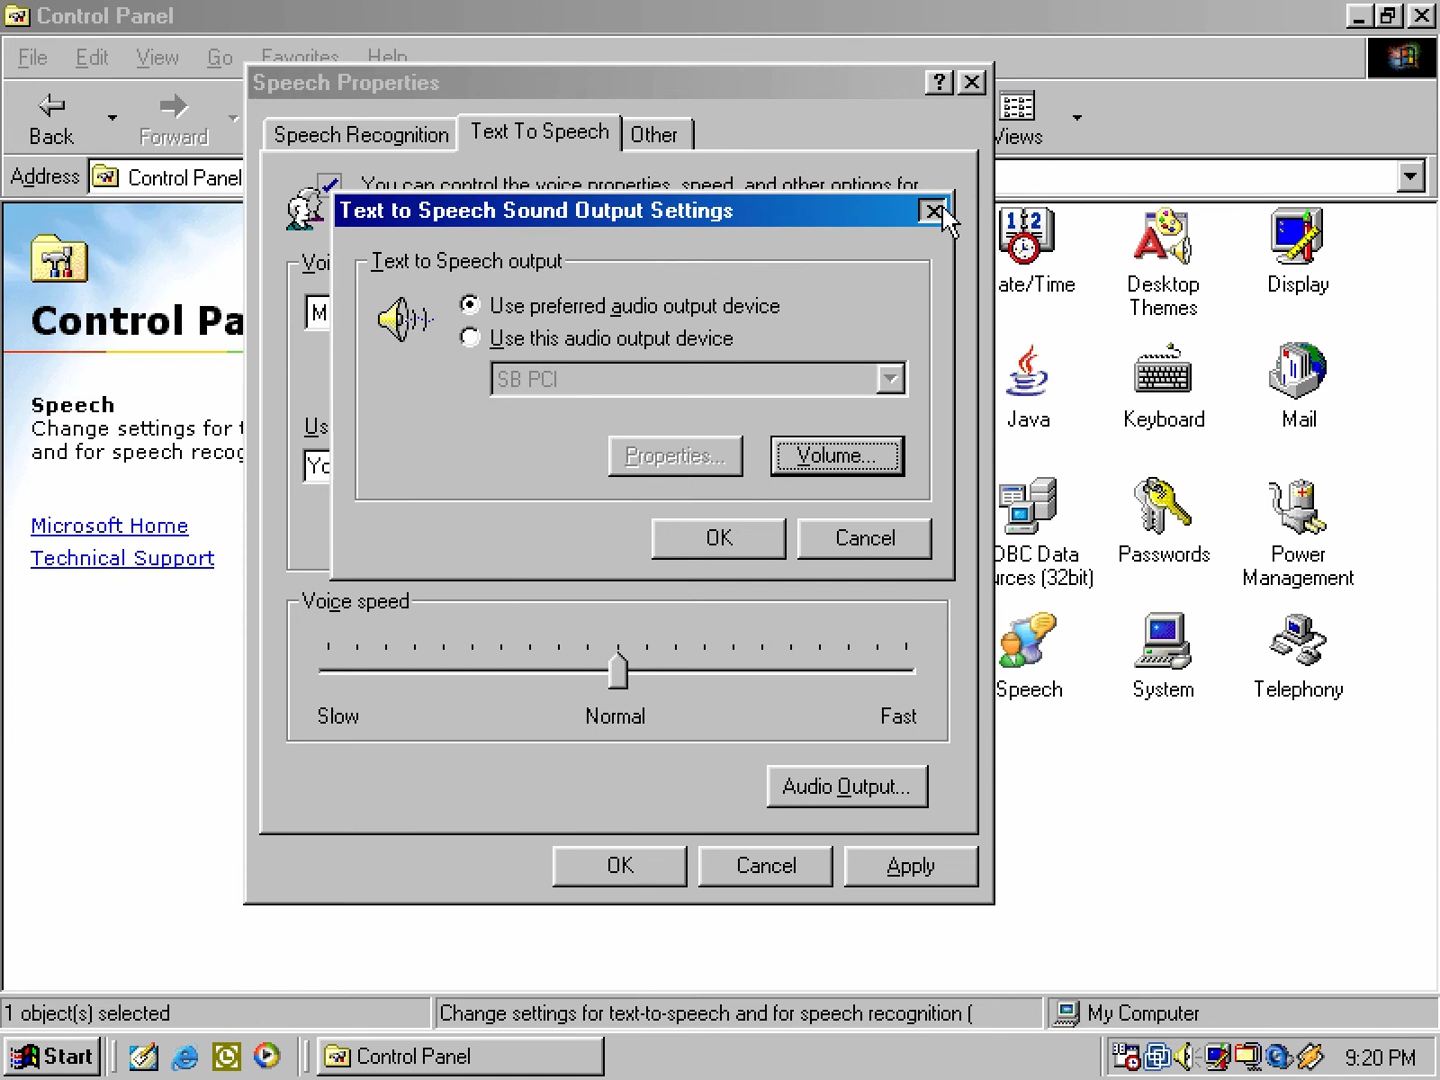 Control Panel
File Edit View Go Favorites Help
Speech Properties
Back Forward Views
Speech Recognition Text To Speech Other
Address Control Panel
You can control the voice properties, speed, and other options for
Text to Speech Sound Output Settings
Text to Speech output
Use preferred audio output device
Use this audio output device
SB PCI
Properties... Volume...
OK Cancel
Voice speed
Slow Normal Fast
Audio Output...
OK Cancel Apply
Control Pa
Speech
Change settings for t
and for speech recog
Microsoft Home
Technical Support
Voi
M
Us
Yo
ate/Time
Desktop
Themes
Display
Java
Keyboard
Mail
DBC Data
urces (32bit)
Passwords
Power
Management
Speech
System
Telephony
1 object(s) selected
Change settings for text-to-speech and for speech recognition (
My Computer
Start
Control Panel
9:20 PM